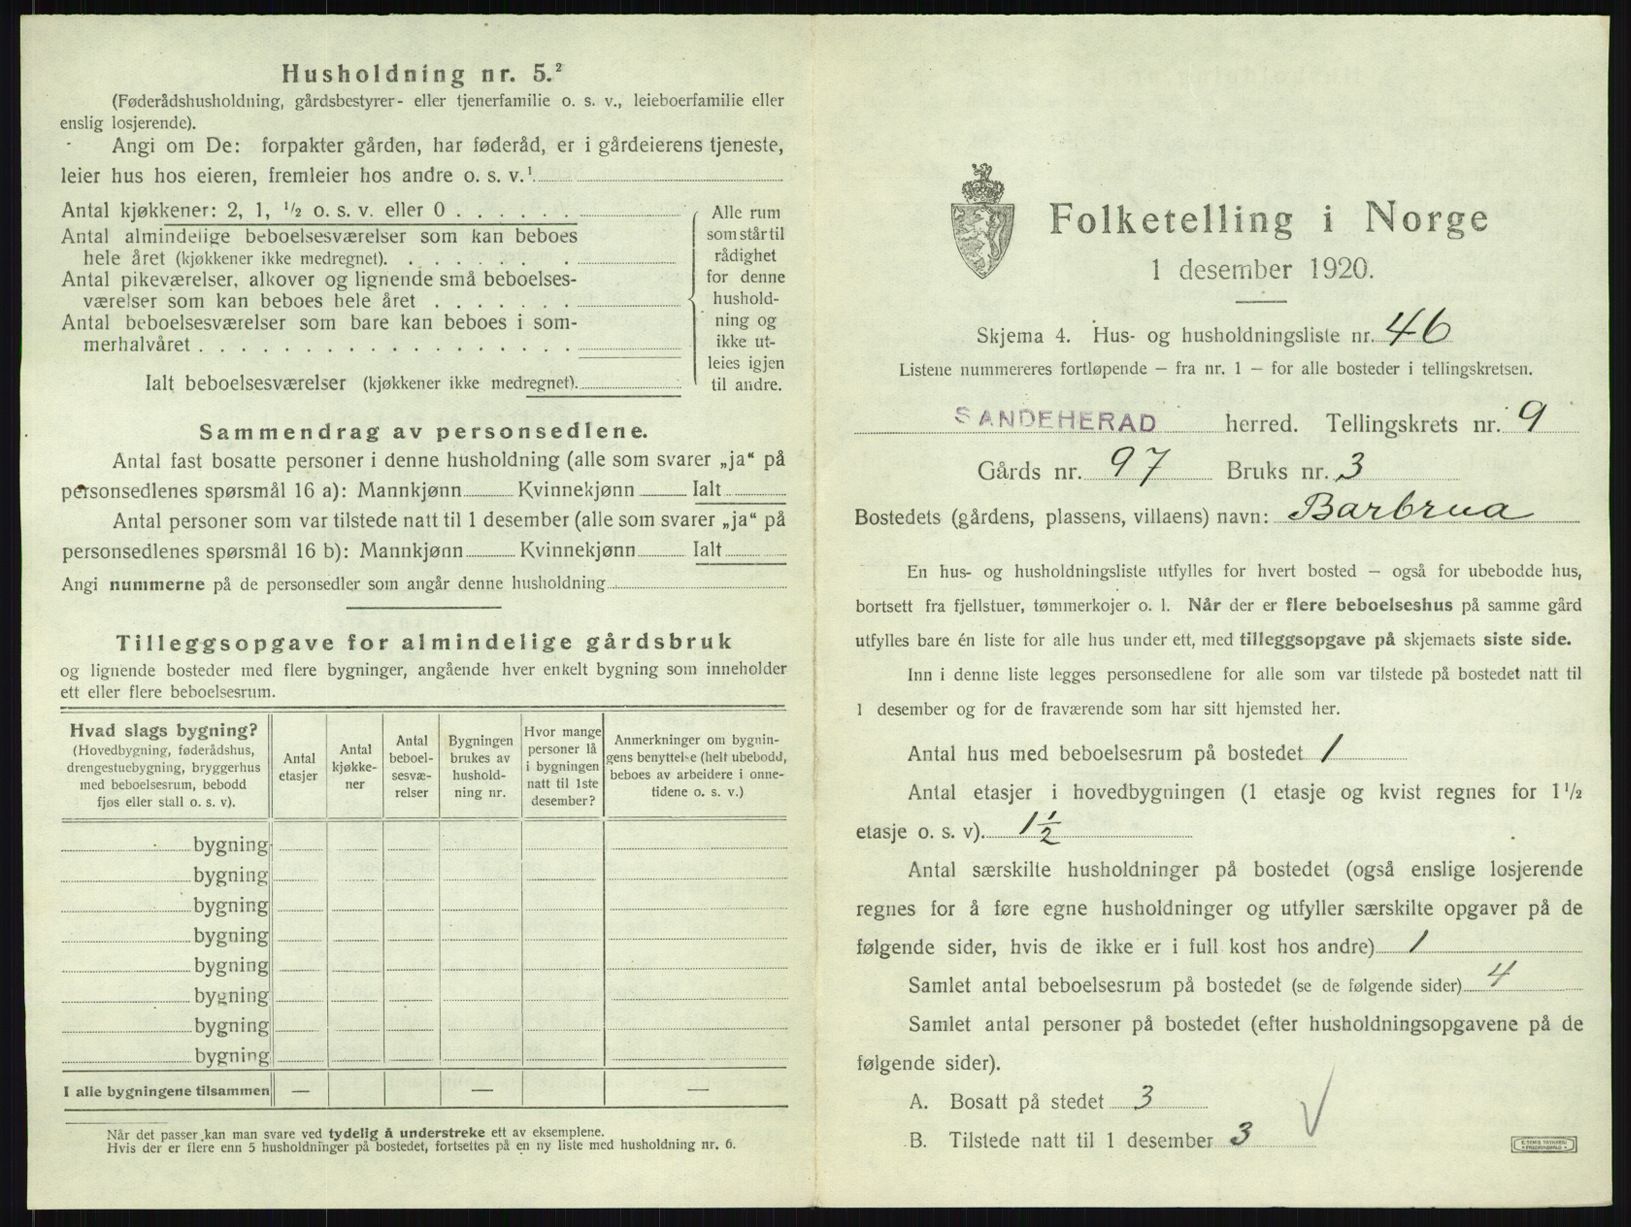 Husholdning nr. 5.²
(Føderådshusholdning, gårdsbestyrer- eller tjenerfamilie o. s. v., leieboerfamilie eller
enslig losjerende).
Angi om De: forpakter gården, har føderåd, er i gårdeierens tjeneste,
leier hus hos eieren, fremleier hos andre o. s. v.¹
Antal kjøkkener: 2, 1, ½ o. s. v. eller 0 . . . . . .
Antal almindelige beboelsesværelser som kan beboes
hele året (kjøkkener ikke medregnet). . . . . . .
Antal pikeværelser, alkover og lignende små beboelses-
værelser som kan beboes hele året . . . . . . .
Antal beboelsesværelser som bare kan beboes i som-
merhalvåret . . . . . . . . . . . . . . . . . .
Ialt beboelsesværelser (kjøkkener ikke medregnet).
Alle rum
som står til
rådighet
for denne
hushold-
ning og
ikke ut-
leies igjen
til andre.
Sammendrag av personsedlene.
Antal fast bosatte personer i denne husholdning (alle som svarer „ja“ på
personsedlenes spørsmål 16 a): Mannkjønn Kvinnekjønn Ialt
Antal personer som var tilstede natt til 1 desember (alle som svarer „ja“ på
personsedlenes spørsmål 16 b): Mannkjønn Kvinnekjønn Ialt
Angi nummerne på de personsedler som angår denne husholdning
Tilleggsopgave for almindelige gårdsbruk
og lignende bosteder med flere bygninger, angående hver enkelt bygning som inneholder
ett eller flere beboelsesrum.
Hvad slags bygning?
(Hovedbygning, føderådshus,
drengestuebygning, bryggerhus
med beboelsesrum, bebodd
fjøs eller stall o. s. v).
Antal
etasjer
Antal
kjøkke-
ner
Antal
beboel-
sesvæ-
relser
Bygningen
brukes av
hushold-
ning nr.
Hvor mange
personer lå
i bygningen
natt til 1ste
desember?
Anmerkninger om bygnin-
gens benyttelse (helt ubebodd,
beboes av arbeidere i onne-
tidene o. s. v.)
bygning
bygning
bygning
bygning
bygning
bygning
bygning
bygning
I alle bygningene tilsammen — — —
Når det passer kan man svare ved tydelig å understreke ett av eksemplene.
Hvis der er flere enn 5 husholdninger på bostedet, fortsettes på en ny liste med husholdning nr. 6.
Folketelling i Norge
1 desember 1920.
Skjema 4. Hus- og husholdningsliste nr. 46
Listene nummereres fortløpende — fra nr. 1 — for alle bosteder i tellingskretsen.
SANDEHERAD herred. Tellingskrets nr. 9
Gårds nr. 97 Bruks nr. 3
Bostedets (gårdens, plassens, villaens) navn: Barbrua
En hus- og husholdningsliste utfylles for hvert bosted — også for ubebodde hus,
bortsett fra fjellstuer, tømmerkojer o. l. Når der er flere beboelseshus på samme gård
utfylles bare én liste for alle hus under ett, med tilleggsopgave på skjemaets siste side.
Inn i denne liste legges personsedlene for alle som var tilstede på bostedet natt til
1 desember og for de fraværende som har sitt hjemsted her.
Antal hus med beboelsesrum på bostedet 1
Antal etasjer i hovedbygningen (1 etasje og kvist regnes for 1½
etasje o. s. v). 1½
Antal særskilte husholdninger på bostedet (også enslige losjerende
regnes for å føre egne husholdninger og utfyller særskilte opgaver på de
følgende sider, hvis de ikke er i full kost hos andre) 1
Samlet antal beboelsesrum på bostedet (se de følgende sider) 4
Samlet antal personer på bostedet (efter husholdningsopgavene på de
følgende sider).
A. Bosatt på stedet 3
B. Tilstede natt til 1 desember 3